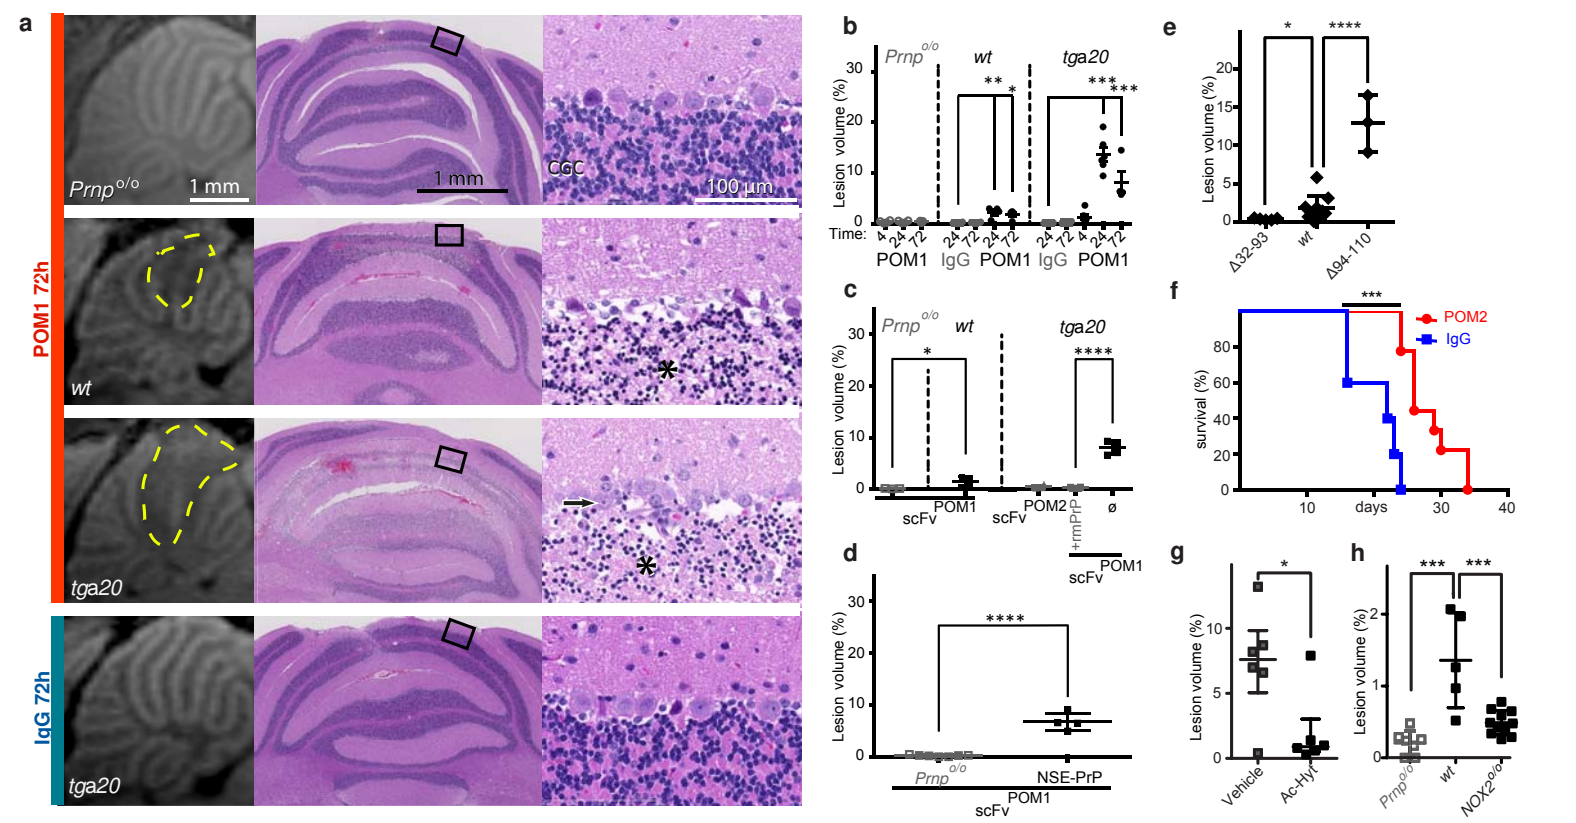 a
POM1 72h
IgG 72h
Prnp o/o
1 mm
1 mm
CGC
100 µm
wt
*
tga20
*
tga20
b
Prnp o/o
wt
tga20
**
*
***
***
Lesion volume (%)
30
20
10
0
Time:
4 24 72 24 72 24 72 24 72 4 24 72
POM1 IgG POM1 IgG POM1
c
Prnp o/o
wt
tga20
*
****
Lesion volume (%)
30
20
10
0
scFv POM1
scFv POM2
+rmPrP
ø
scFv POM1
d
****
Lesion volume (%)
30
20
10
0
Prnp o/o
NSE-PrP
scFv POM1
e
*
****
Lesion volume (%)
20
15
10
5
0
Δ32-93
wt
Δ94-110
f
***
POM2
IgG
survival (%)
80
60
40
20
0
10 days 30 40
g
*
Lesion volume (%)
10
5
0
Vehicle
Ac-Hyt
h
***
***
Lesion volume (%)
2
1
0
Prnp o/o
wt
NOX2 o/o